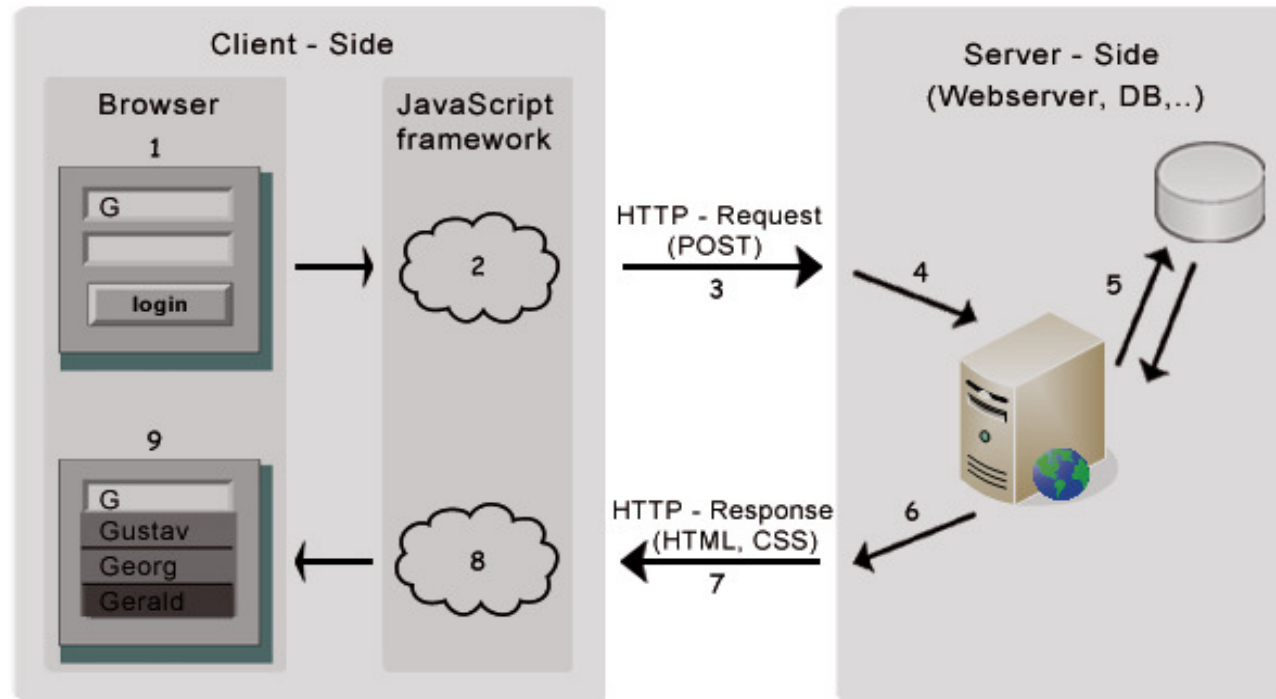 Client - Side
Browser
JavaScript
framework
1
G
login
2
HTTP - Request
(POST)
3
Server - Side
(Webserver, DB,..)
4
5
6
HTTP - Response
(HTML, CSS)
7
8
9
G
Gustav
Georg
Gerald